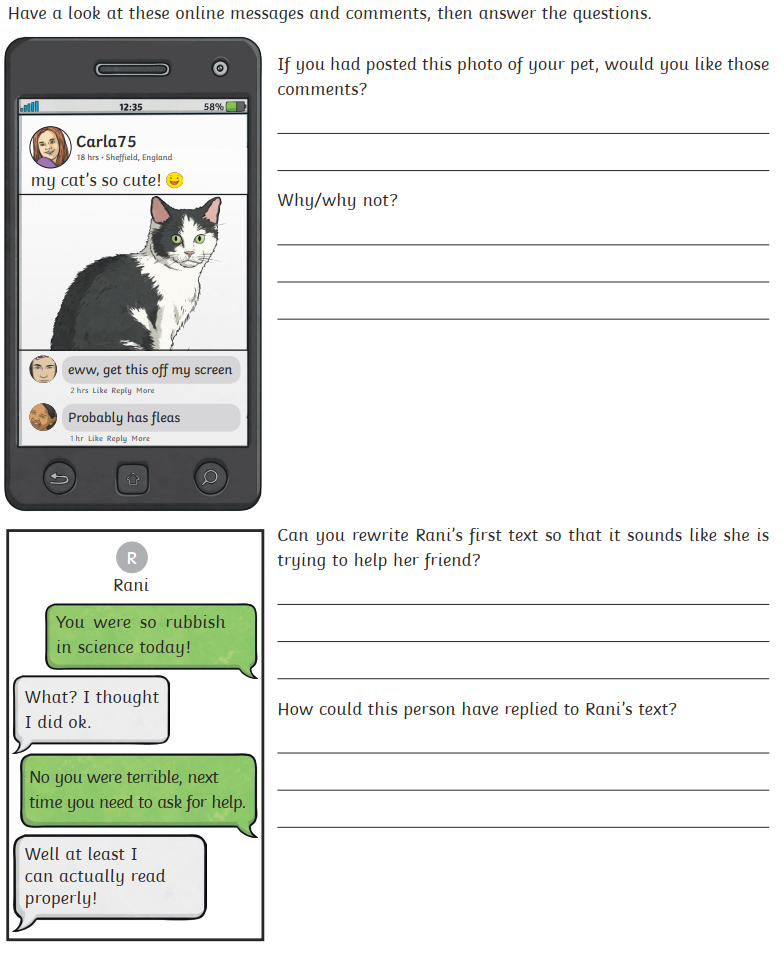 Have a look at these online messages and comments, then answer the questions.
12:35
58%
Carla75
18 hrs • Sheffield, England
my cat's so cute!
eww, get this off my screen
2 hrs Like Reply More
Probably has fleas
1 hr Like Reply More
If you had posted this photo of your pet, would you like those
comments?
Why/why not?
R
Rani
You were so rubbish
in science today!
What? I thought
I did ok.
No you were terrible, next
time you need to ask for help.
Well at least I
can actually read
properly!
Can you rewrite Rani's first text so that it sounds like she is
trying to help her friend?
How could this person have replied to Rani's text?